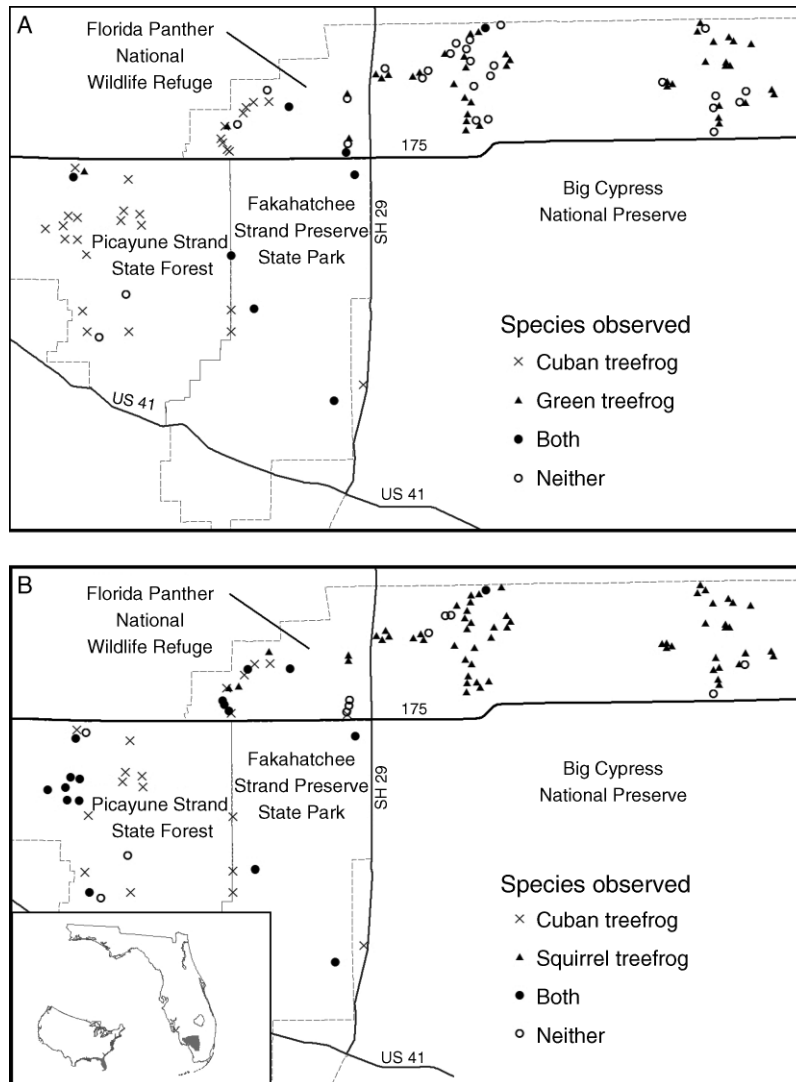 A
Florida Panther
National
Wildlife Refuge
175
Fakahatchee
Strand Preserve
State Park
SH 29
Big Cypress
National Preserve
Picayune Strand
State Forest
Species observed
Cuban treefrog
Green treefrog
Both
Neither
US 41
US 41
B
Florida Panther
National
Wildlife Refuge
175
Fakahatchee
Strand Preserve
State Park
SH 29
Big Cypress
National Preserve
Picayune Strand
State Forest
Species observed
Cuban treefrog
Squirrel treefrog
Both
Neither
US 41